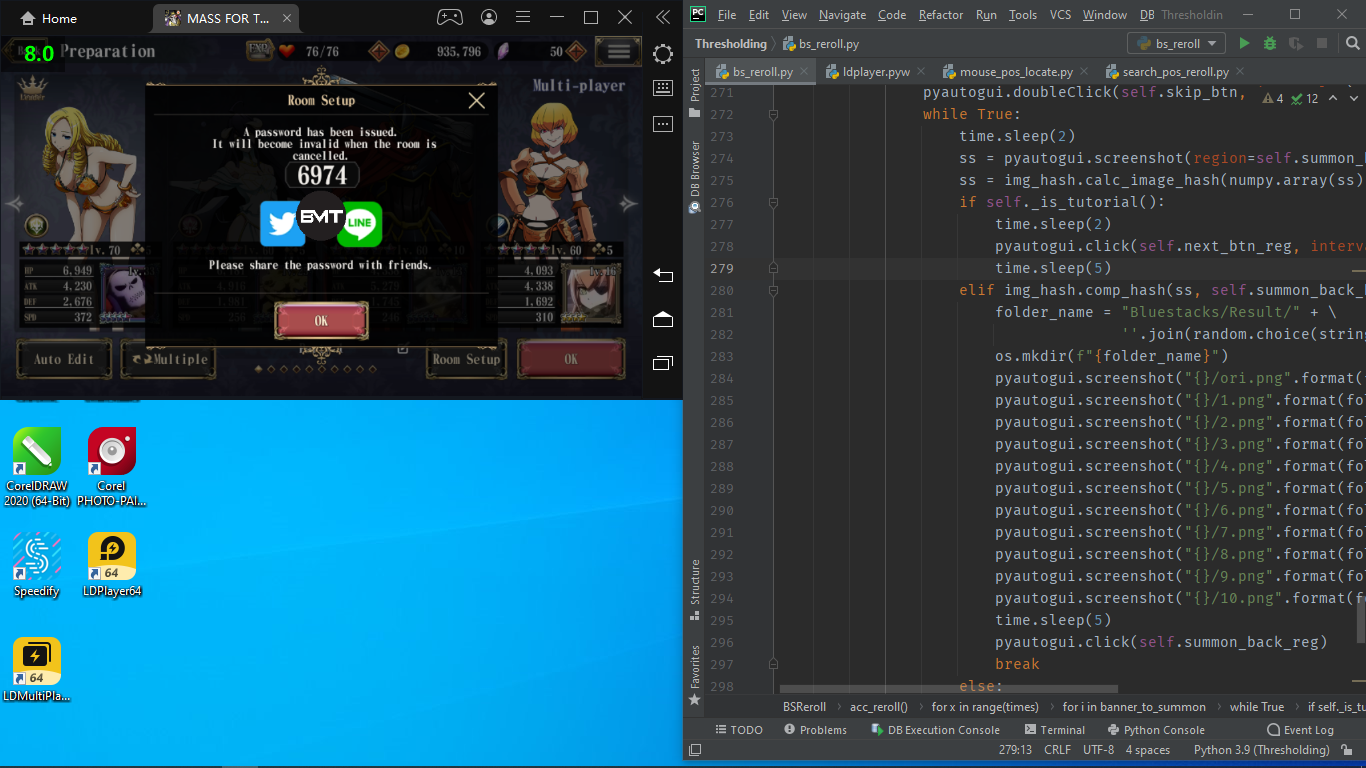 Home
MASS FOR T...
8.0
Preparation
76/76
935,796
50
Leader
Multi-player
Room Setup
A password has been issued.
It will become invalid when the room is
cancelled.
6974
BMT
LINE
Please share the password with friends.
OK
lv. 70
5
HP 6,949
ATK 4,230
DEF 2,676
SPD 372
lv. 60
5
4,093
4,338
1,692
310
Auto Edit
Multiple
Room Setup
OK
CorelDRAW
2020 (64-Bit)
Corel
PHOTO-PAI...
Speedify
64
LDPlayer64
64
LDMultiPla...
PC
File Edit View Navigate Code Refactor Run Tools VCS Window DB Thresholdin
Thresholding
bs_reroll.py
bs_reroll
bs_reroll.py
ldplayer.pyw
mouse_pos_locate.py
search_pos_reroll.py
Project
DB Browser
Structure
Favorites
4 12
271 pyautogui.doubleClick(self.skip_btn,
272 while True:
273 time.sleep(2)
274 ss = pyautogui.screenshot(region=self.summon_b
275 ss = img_hash.calc_image_hash(numpy.array(ss)
276 if self._is_tutorial():
277 time.sleep(2)
278 pyautogui.click(self.next_btn_reg, interva
279 time.sleep(5)
280 elif img_hash.comp_hash(ss, self.summon_back_
281 folder_name = "Bluestacks/Result/" + \
282 ''.join(random.choice(string
283 os.mkdir(f"{folder_name}")
284 pyautogui.screenshot("{}/ori.png".format(
285 pyautogui.screenshot("{}/1.png".format(fo
286 pyautogui.screenshot("{}/2.png".format(fo
287 pyautogui.screenshot("{}/3.png".format(fo
288 pyautogui.screenshot("{}/4.png".format(fo
289 pyautogui.screenshot("{}/5.png".format(fo
290 pyautogui.screenshot("{}/6.png".format(fo
291 pyautogui.screenshot("{}/7.png".format(fo
292 pyautogui.screenshot("{}/8.png".format(fo
293 pyautogui.screenshot("{}/9.png".format(fo
294 pyautogui.screenshot("{}/10.png".format(f
295 time.sleep(5)
296 pyautogui.click(self.summon_back_reg)
297 break
298 else:
BSReroll acc_reroll() for x in range(times) for i in banner_to_summon while True if self._is_tu
TODO Problems DB Execution Console Terminal Python Console Event Log
279:13 CRLF UTF-8 4 spaces Python 3.9 (Thresholding)